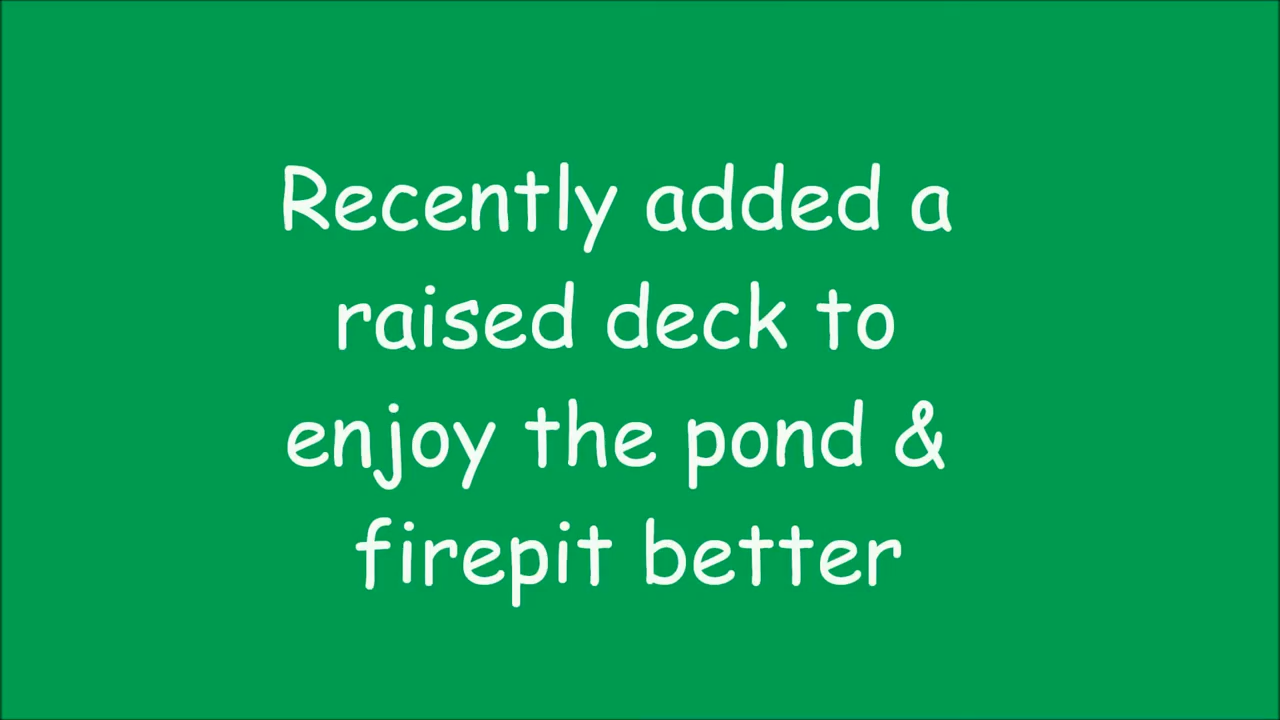 Recently added a
raised deck to
enjoy the pond &
firepit better